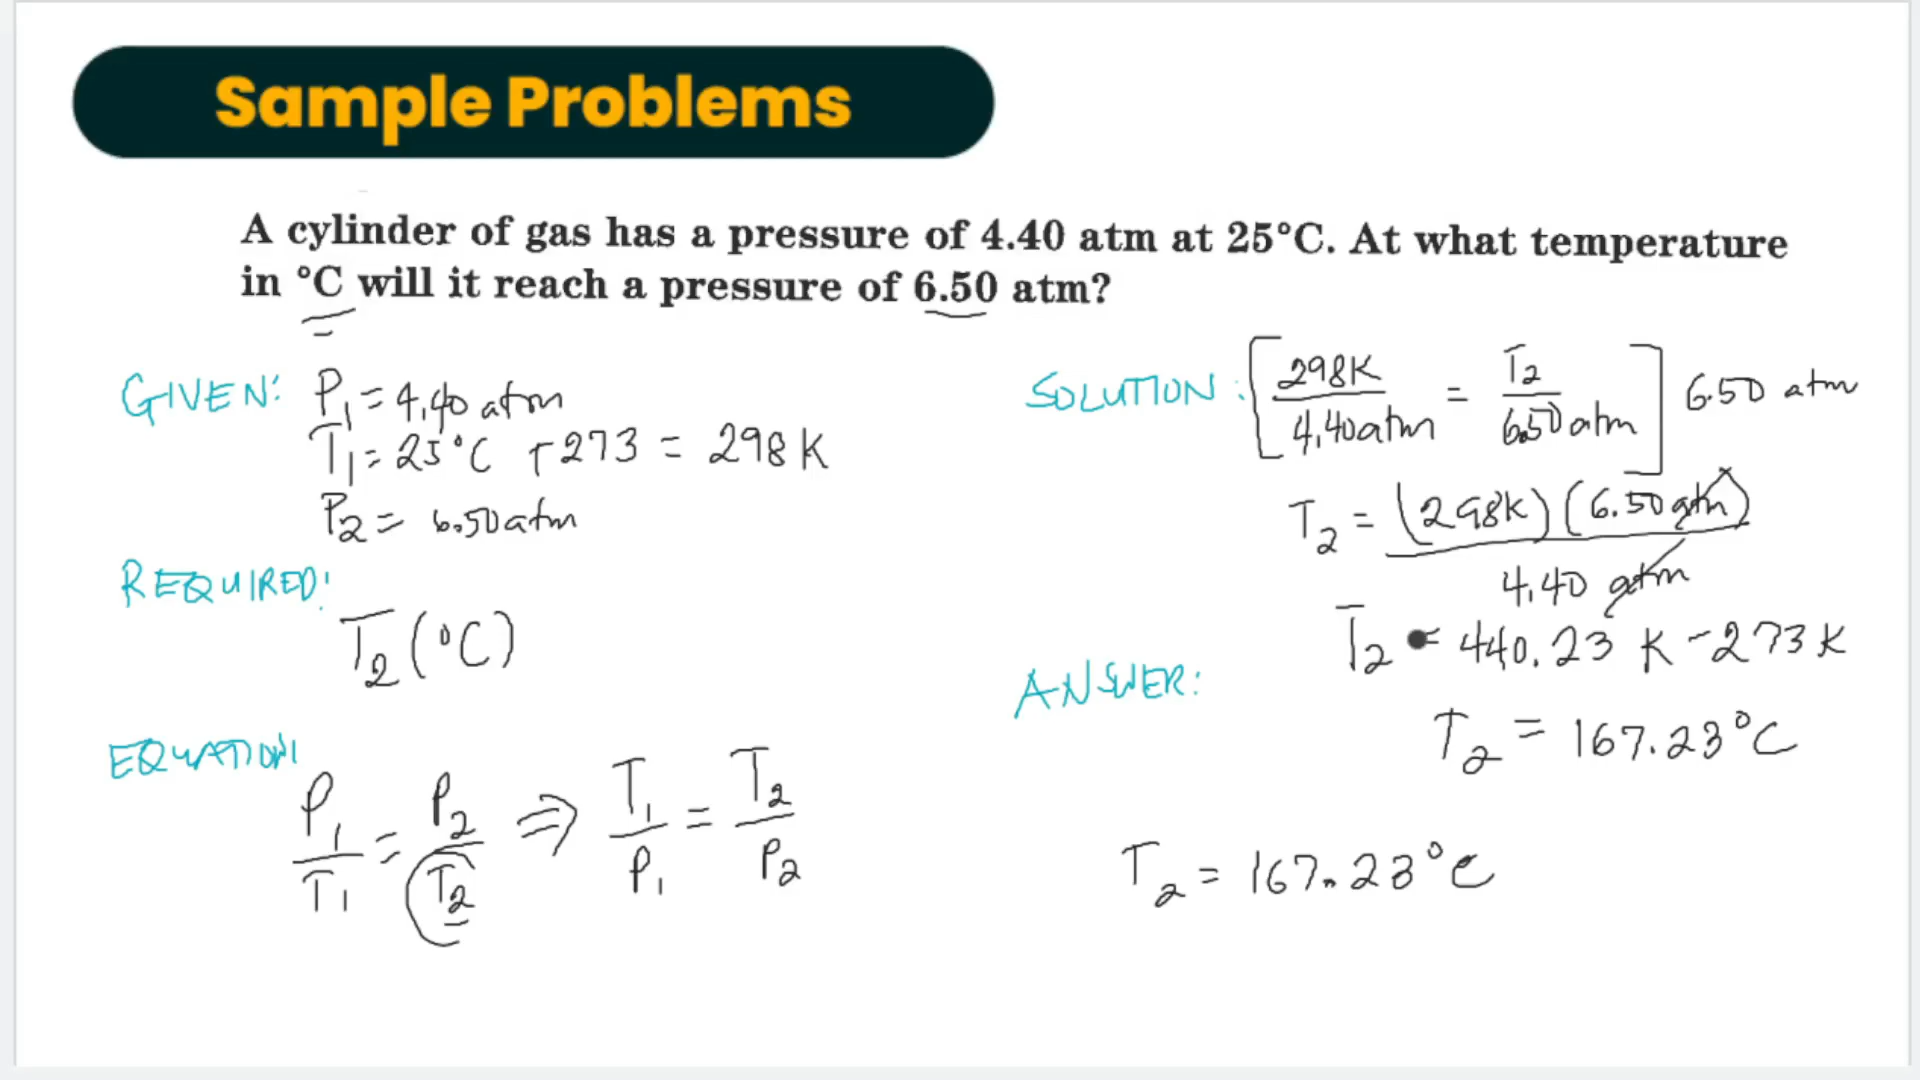 Sample Problems
A cylinder of gas has a pressure of 4.40 atm at 25°C. At what temperature
in °C will it reach a pressure of 6.50 atm?
GIVEN: P₁ = 4.40 atm
T₁ = 25°C + 273 = 298 K
P₂ = 6.50 atm
REQUIRED:
T₂ (°C)
EQUATION:
P₁/T₁ = P₂/T₂ ⇒ T₁/P₁ = T₂/P₂
SOLUTION: [298K/4.40atm = T₂/6.50atm] 6.50 atm
T₂ = (298K)(6.50 atm)/4.40 atm
T₂ = 440.23 K - 273 K
T₂ = 167.23°C
ANSWER:
T₂ = 167.23°C